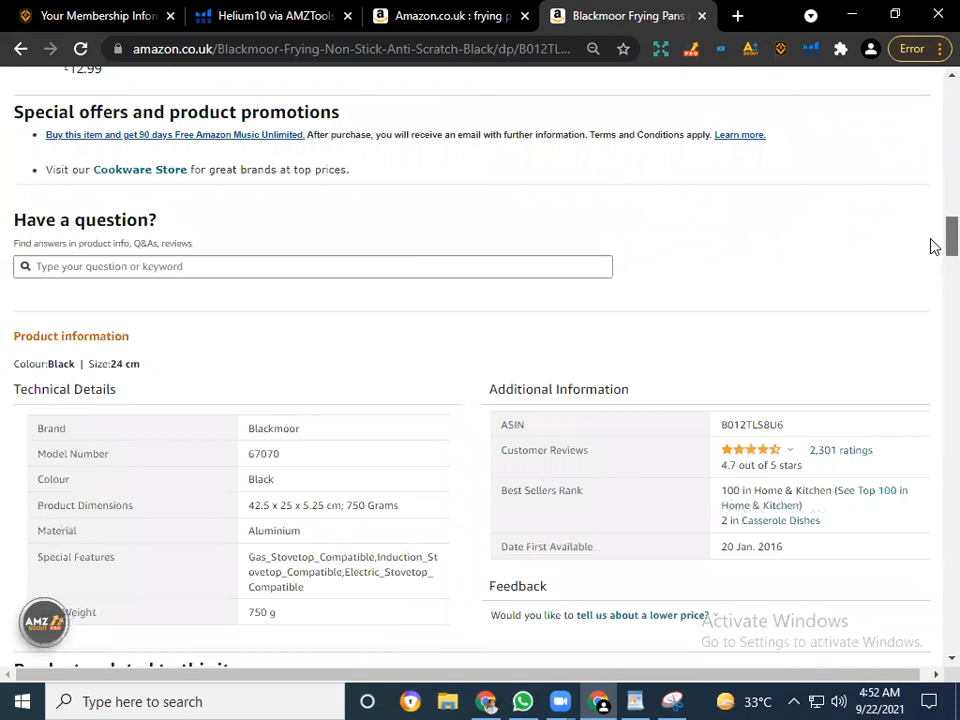 Your Membership Infor
Helium10 via AMZTools
Amazon.co.uk : frying p
Blackmoor Frying Pans
amazon.co.uk/Blackmoor-Frying-Non-Stick-Anti-Scratch-Black/dp/B012TL...
Error
£12.99
Special offers and product promotions
Buy this item and get 90 days Free Amazon Music Unlimited. After purchase, you will receive an email with further information. Terms and Conditions apply. Learn more.
Visit our Cookware Store for great brands at top prices.
Have a question?
Find answers in product info, Q&As, reviews
Type your question or keyword
Product information
Colour:Black | Size:24 cm
Technical Details
Brand Blackmoor
Model Number 67070
Colour Black
Product Dimensions 42.5 x 25 x 5.25 cm; 750 Grams
Material Aluminium
Special Features Gas_Stovetop_Compatible,Induction_St
ovetop_Compatible,Electric_Stovetop_
Compatible
Weight 750 g
Additional Information
ASIN B012TLS8U6
Customer Reviews 2,301 ratings
4.7 out of 5 stars
Best Sellers Rank 100 in Home & Kitchen (See Top 100 in
Home & Kitchen)
2 in Casserole Dishes
Date First Available 20 Jan. 2016
Feedback
Would you like to tell us about a lower price?
Activate Windows
Go to Settings to activate Windows.
AMZ
Type here to search
33°C
4:52 AM
9/22/2021